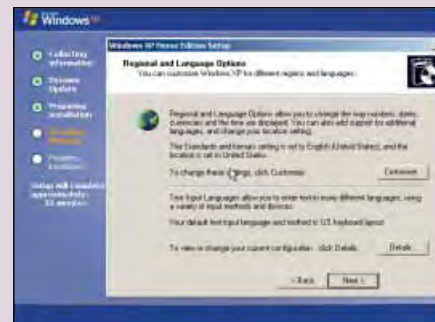 Windows XP
Windows XP Home Edition Setup
Collecting information
Dynamic Update
Preparing installation
Installing Windows
Finalizing installation
Setup will complete in approximately:
33 minutes
Regional and Language Options
You can customize Windows XP for different regions and languages.
Regional and Language Options allow you to change the way numbers, dates,
currencies and the time are displayed. You can also add support for additional
languages, and change your location setting.
The Standards and formats setting is set to English (United States), and the
location is set to United States.
To change these settings, click Customize.
Customize...
Text Input Languages allow you to enter text in many different languages, using
a variety of input methods and devices.
Your default text input language and method is: US keyboard layout
To view or change your current configuration, click Details.
Details...
< Back
Next >